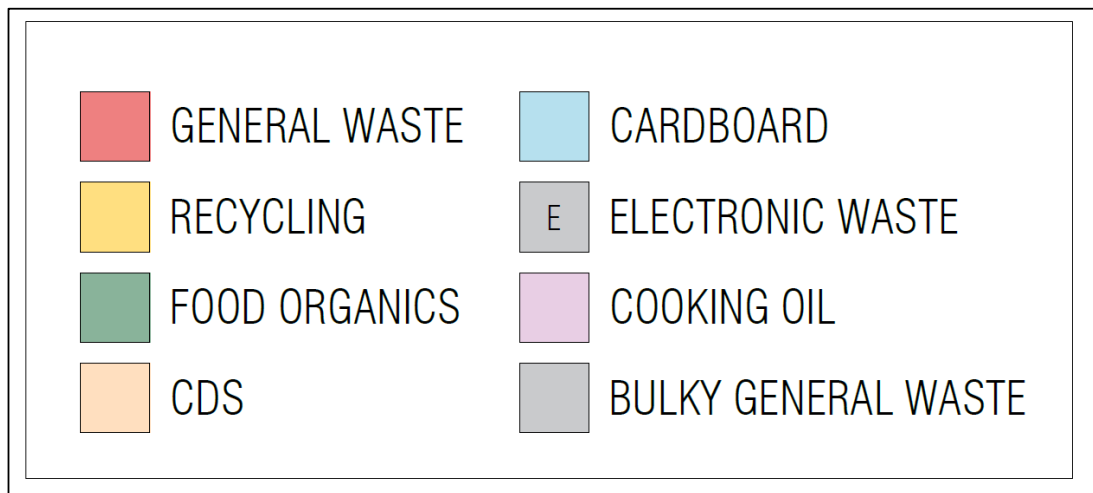 GENERAL WASTE
RECYCLING
FOOD ORGANICS
CDS
CARDBOARD
E ELECTRONIC WASTE
COOKING OIL
BULKY GENERAL WASTE